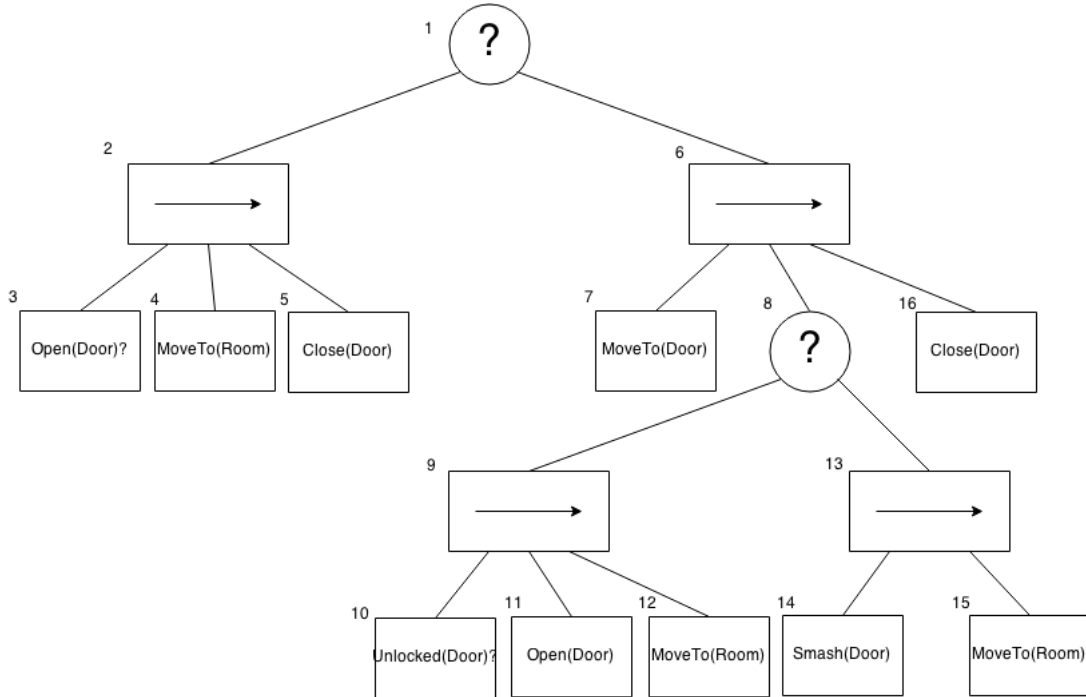 1
?
2
6
3
4
5
7
8
16
Open(Door)?
MoveTo(Room)
Close(Door)
MoveTo(Door)
?
Close(Door)
9
13
10
11
12
14
15
Unlocked(Door)?
Open(Door)
MoveTo(Room)
Smash(Door)
MoveTo(Room)